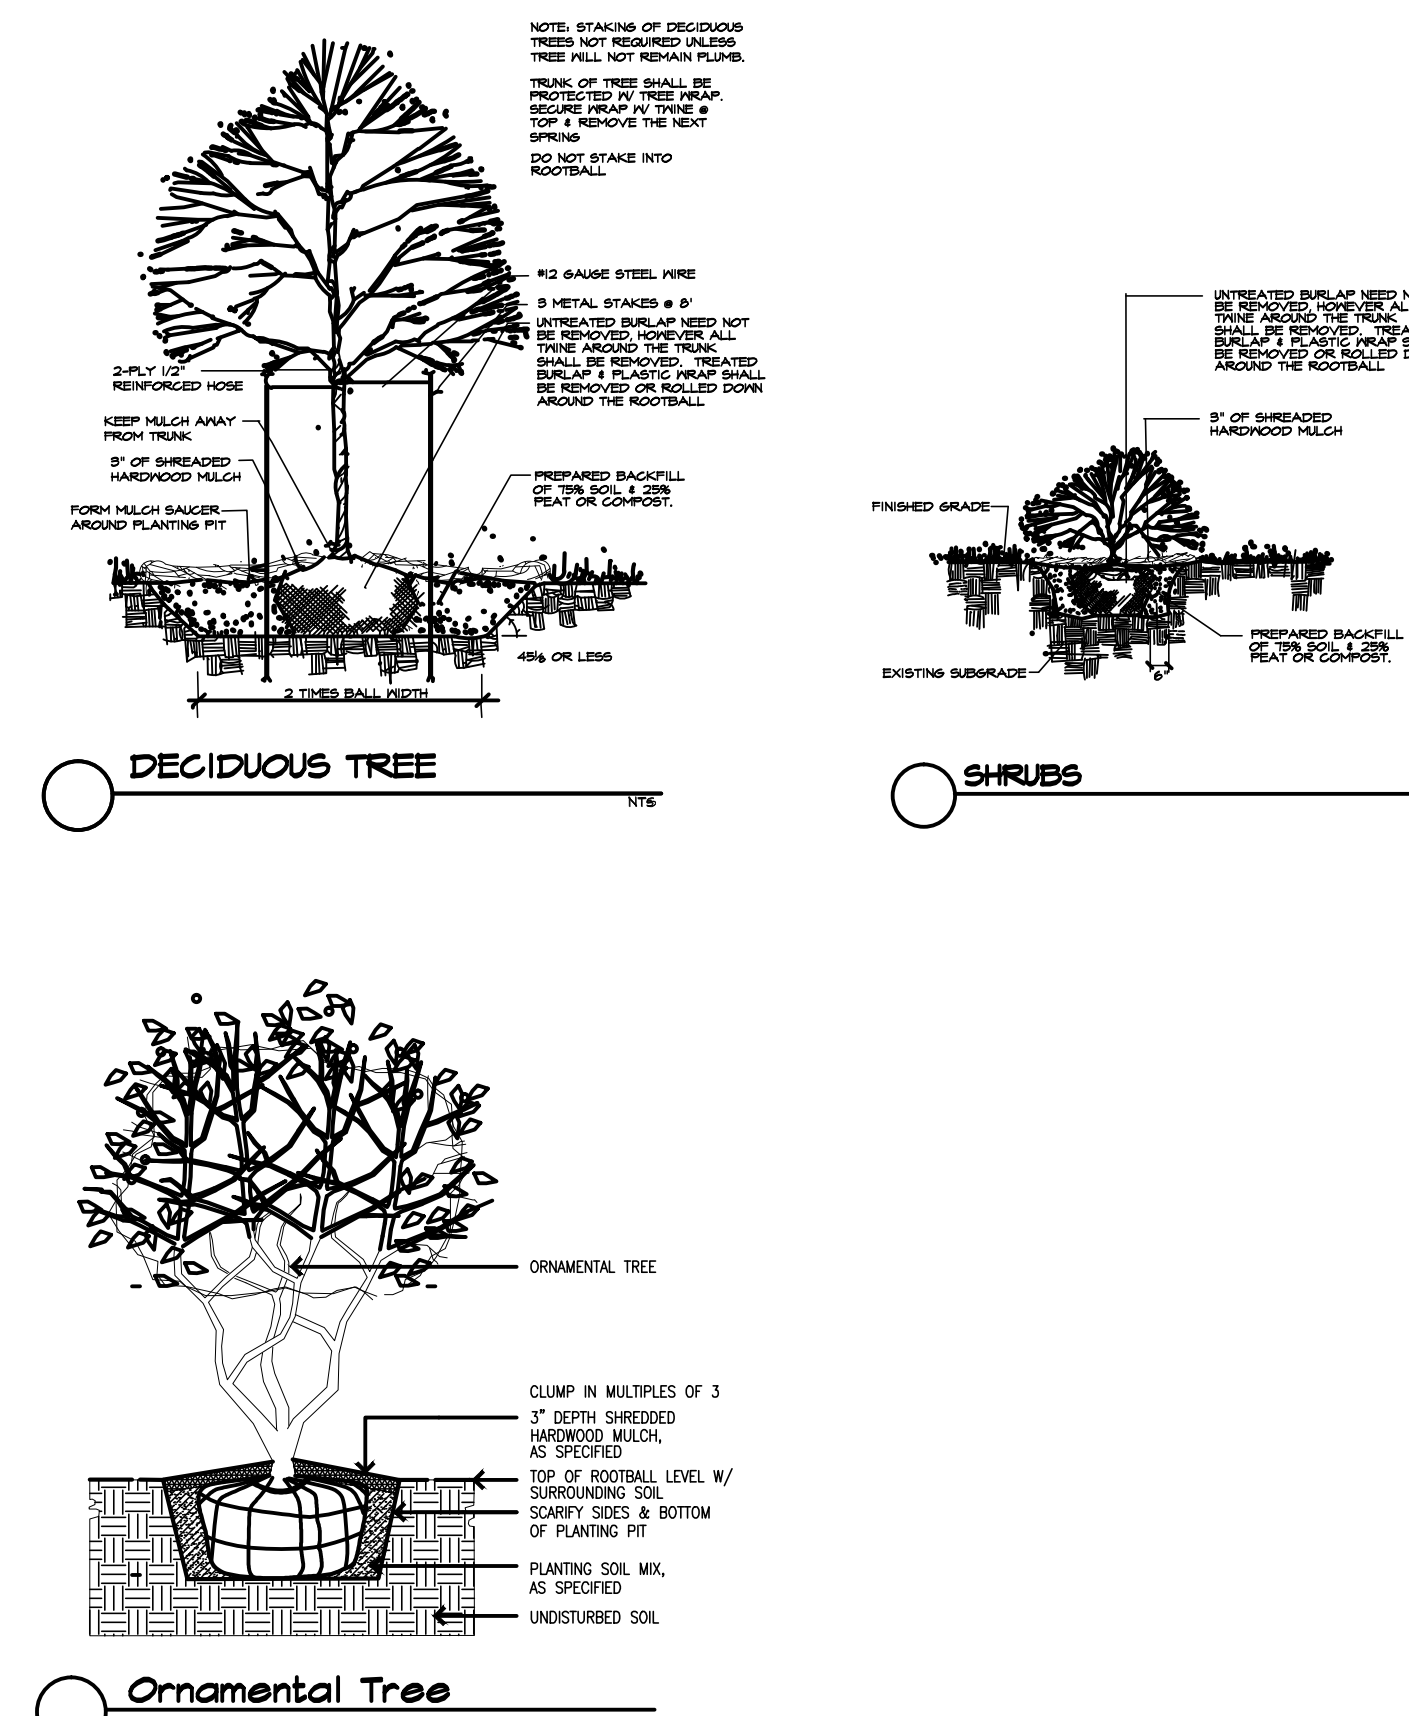 NOTE: STAKING OF DECIDUOUS
TREES NOT REQUIRED UNLESS
TREE WILL NOT REMAIN PLUMB.
TRUNK OF TREE SHALL BE
PROTECTED W/ TREE WRAP.
SECURE WRAP W/ TWINE @
TOP & REMOVE THE NEXT
SPRING
DO NOT STAKE INTO
ROOTBALL
#12 GAUGE STEEL WIRE
3 METAL STAKES @ 8'
UNTREATED BURLAP NEED NOT
BE REMOVED, HOWEVER ALL
TWINE AROUND THE TRUNK
SHALL BE REMOVED. TREATED
BURLAP & PLASTIC WRAP SHALL
BE REMOVED OR ROLLED DOWN
AROUND THE ROOTBALL
2-PLY 1/2"
REINFORCED HOSE
KEEP MULCH AWAY
FROM TRUNK
3" OF SHREADED
HARDWOOD MULCH
FORM MULCH SAUCER
AROUND PLANTING PIT
PREPARED BACKFILL
OF 75% SOIL & 25%
PEAT OR COMPOST.
45⅛ OR LESS
2 TIMES BALL WIDTH
DECIDUOUS TREE
NTS
UNTREATED BURLAP NEED N
BE REMOVED, HOWEVER AL
TWINE AROUND THE TRUNK
SHALL BE REMOVED. TREA
BURLAP & PLASTIC WRAP S
BE REMOVED OR ROLLED D
AROUND THE ROOTBALL
3" OF SHREADED
HARDWOOD MULCH
FINISHED GRADE
PREPARED BACKFILL
OF 75% SOIL & 25%
PEAT OR COMPOST.
EXISTING SUBGRADE
6"
SHRUBS
ORNAMENTAL TREE
CLUMP IN MULTIPLES OF 3
3" DEPTH SHREDDED
HARDWOOD MULCH,
AS SPECIFIED
TOP OF ROOTBALL LEVEL W/
SURROUNDING SOIL
SCARIFY SIDES & BOTTOM
OF PLANTING PIT
PLANTING SOIL MIX,
AS SPECIFIED
UNDISTURBED SOIL
Ornamental Tree